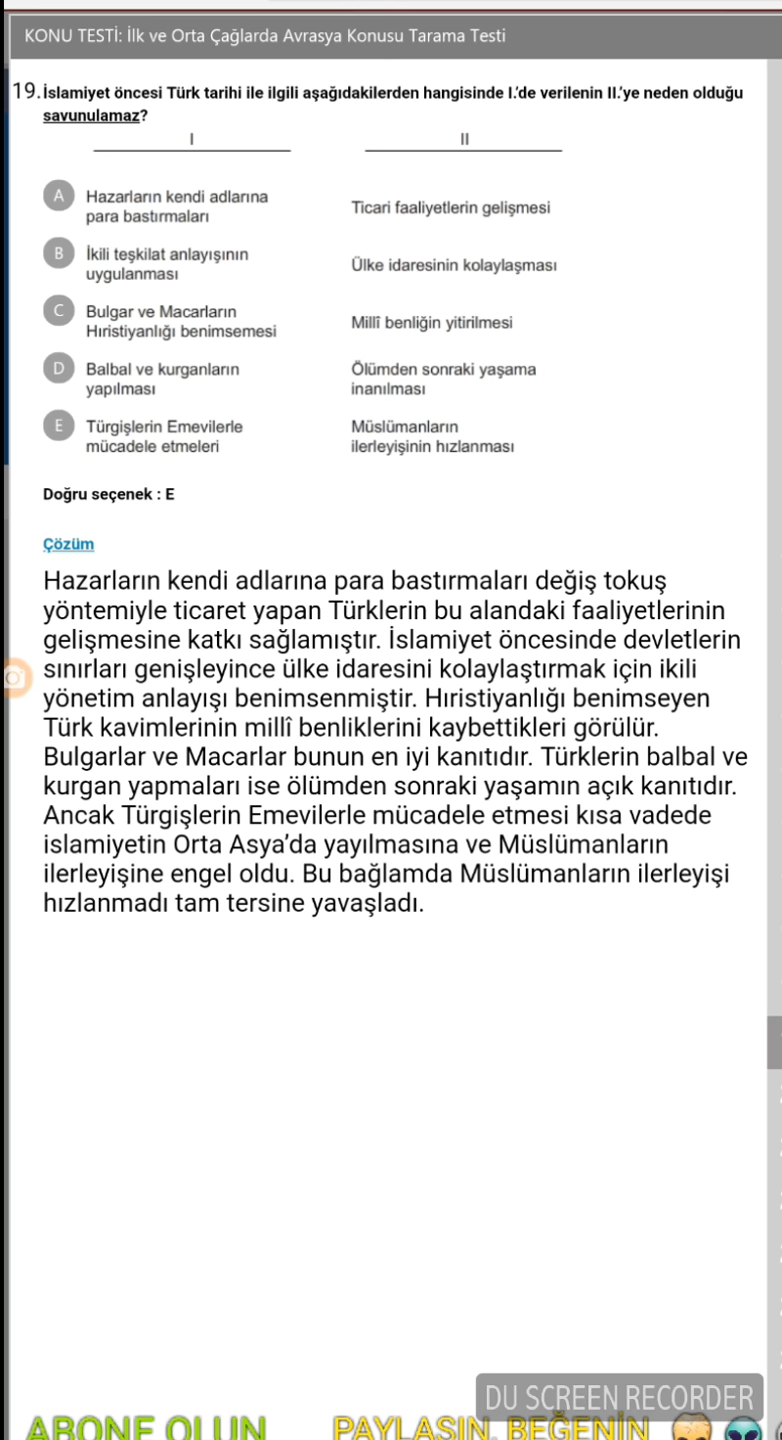 KONU TESTİ: İlk ve Orta Çağlarda Avrasya Konusu Tarama Testi
19. İslamiyet öncesi Türk tarihi ile ilgili aşağıdakilerden hangisinde I.'de verilenin II.'ye neden olduğu
savunulamaz?
I II
A Hazarların kendi adlarına
para bastırmaları
Ticari faaliyetlerin gelişmesi
B İkili teşkilat anlayışının
uygulanması
Ülke idaresinin kolaylaşması
C Bulgar ve Macarların
Hıristiyanlığı benimsemesi
Millî benliğin yitirilmesi
D Balbal ve kurganların
yapılması
Ölümden sonraki yaşama
inanılması
E Türgişlerin Emevilerle
mücadele etmeleri
Müslümanların
ilerleyişinin hızlanması
Doğru seçenek : E
Çözüm
Hazarların kendi adlarına para bastırmaları değiş tokuş
yöntemiyle ticaret yapan Türklerin bu alandaki faaliyetlerinin
gelişmesine katkı sağlamıştır. İslamiyet öncesinde devletlerin
sınırları genişleyince ülke idaresini kolaylaştırmak için ikili
yönetim anlayışı benimsenmiştir. Hıristiyanlığı benimseyen
Türk kavimlerinin millî benliklerini kaybettikleri görülür.
Bulgarlar ve Macarlar bunun en iyi kanıtıdır. Türklerin balbal ve
kurgan yapmaları ise ölümden sonraki yaşamın açık kanıtıdır.
Ancak Türgişlerin Emevilerle mücadele etmesi kısa vadede
islamiyetin Orta Asya'da yayılmasına ve Müslümanların
ilerleyişine engel oldu. Bu bağlamda Müslümanların ilerleyişi
hızlanmadı tam tersine yavaşladı.
DU SCREEN RECORDER
ABONE OLUN PAYLAŞIN, BEĞENİN